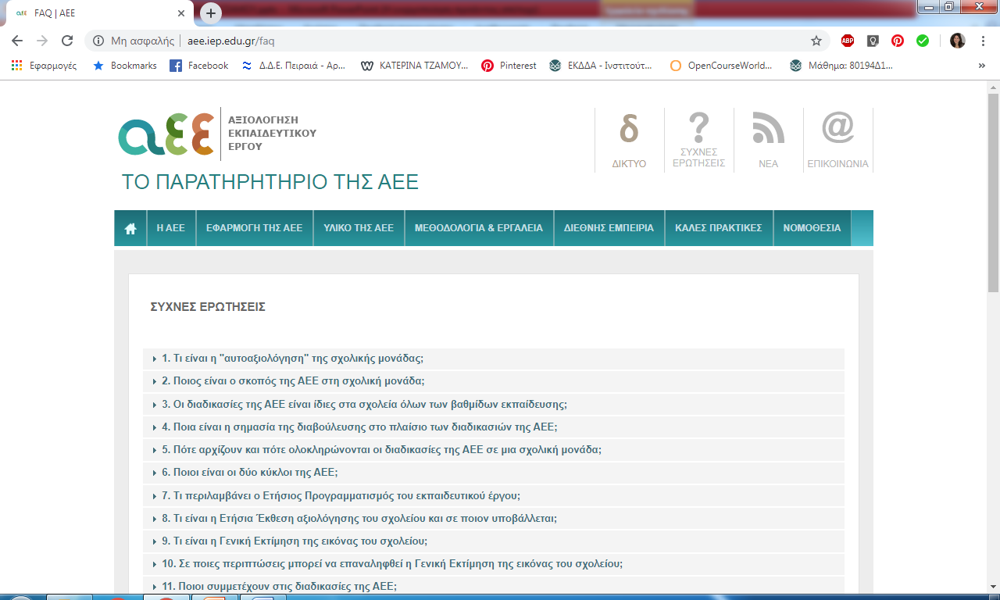 FAQ | ΑΕΕ
Μη ασφαλής | aee.iep.edu.gr/faq
ABP
Εφαρμογές Bookmarks Facebook Δ.Δ.Ε. Πειραιά - Αρ... ΚΑΤΕΡΙΝΑ ΤΖΑΜΟΥ... Pinterest ΕΚΔΔΑ - Ινστιτούτ... OpenCourseWorld... Μάθημα: 80194Δ1... »
αεε
ΑΞΙΟΛΟΓΗΣΗ
ΕΚΠΑΙΔΕΥΤΙΚΟΥ
ΕΡΓΟΥ
ΤΟ ΠΑΡΑΤΗΡΗΤΗΡΙΟ ΤΗΣ ΑΕΕ
δ
ΔΙΚΤΥΟ
?
ΣΥΧΝΕΣ
ΕΡΩΤΗΣΕΙΣ
ΝΕΑ
@
ΕΠΙΚΟΙΝΩΝΙΑ
Η ΑΕΕ ΕΦΑΡΜΟΓΗ ΤΗΣ ΑΕΕ ΥΛΙΚΟ ΤΗΣ ΑΕΕ ΜΕΘΟΔΟΛΟΓΙΑ & ΕΡΓΑΛΕΙΑ ΔΙΕΘΝΗΣ ΕΜΠΕΙΡΙΑ ΚΑΛΕΣ ΠΡΑΚΤΙΚΕΣ ΝΟΜΟΘΕΣΙΑ
ΣΥΧΝΕΣ ΕΡΩΤΗΣΕΙΣ
1. Τι είναι η "αυτοαξιολόγηση" της σχολικής μονάδας;
2. Ποιος είναι ο σκοπός της ΑΕΕ στη σχολική μονάδα;
3. Οι διαδικασίες της ΑΕΕ είναι ίδιες στα σχολεία όλων των βαθμίδων εκπαίδευσης;
4. Ποια είναι η σημασία της διαβούλευσης στο πλαίσιο των διαδικασιών της ΑΕΕ;
5. Πότε αρχίζουν και πότε ολοκληρώνονται οι διαδικασίες της ΑΕΕ σε μια σχολική μονάδα;
6. Ποιοι είναι οι δύο κύκλοι της ΑΕΕ;
7. Τι περιλαμβάνει ο Ετήσιος Προγραμματισμός του εκπαιδευτικού έργου;
8. Τι είναι η Ετήσια Έκθεση αξιολόγησης του σχολείου και σε ποιον υποβάλλεται;
9. Τι είναι η Γενική Εκτίμηση της εικόνας του σχολείου;
10. Σε ποιες περιπτώσεις μπορεί να επαναληφθεί η Γενική Εκτίμηση της εικόνας του σχολείου;
11. Ποιοι συμμετέχουν στις διαδικασίες της ΑΕΕ;